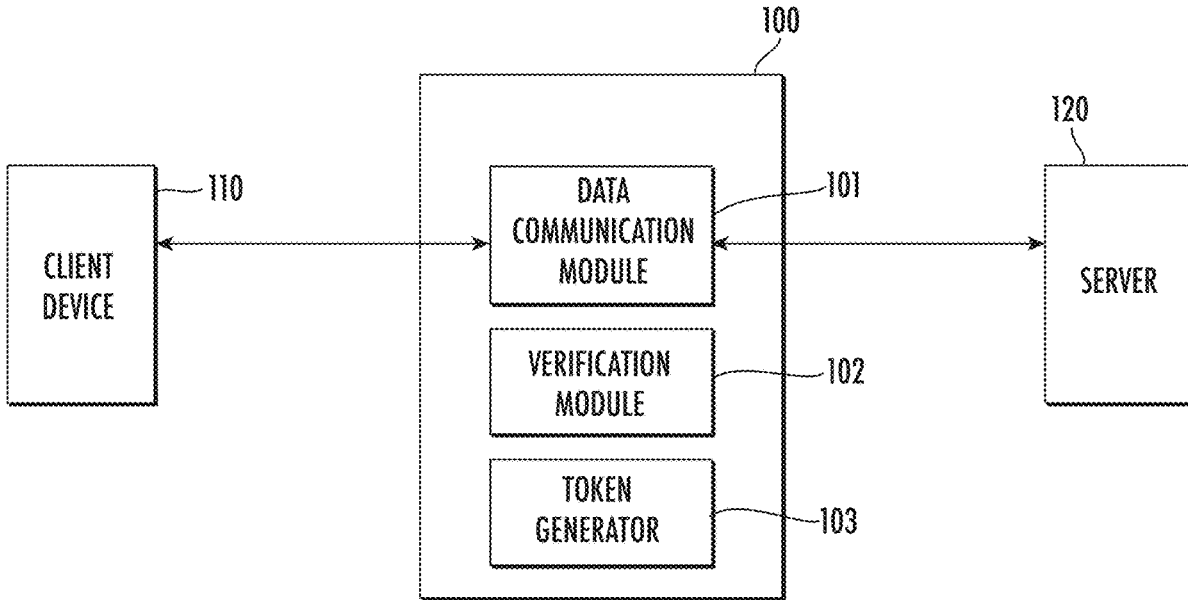 100
120
110
CLIENT
DEVICE
DATA
COMMUNICATION
MODULE
101
VERIFICATION
MODULE
102
TOKEN
GENERATOR
103
SERVER